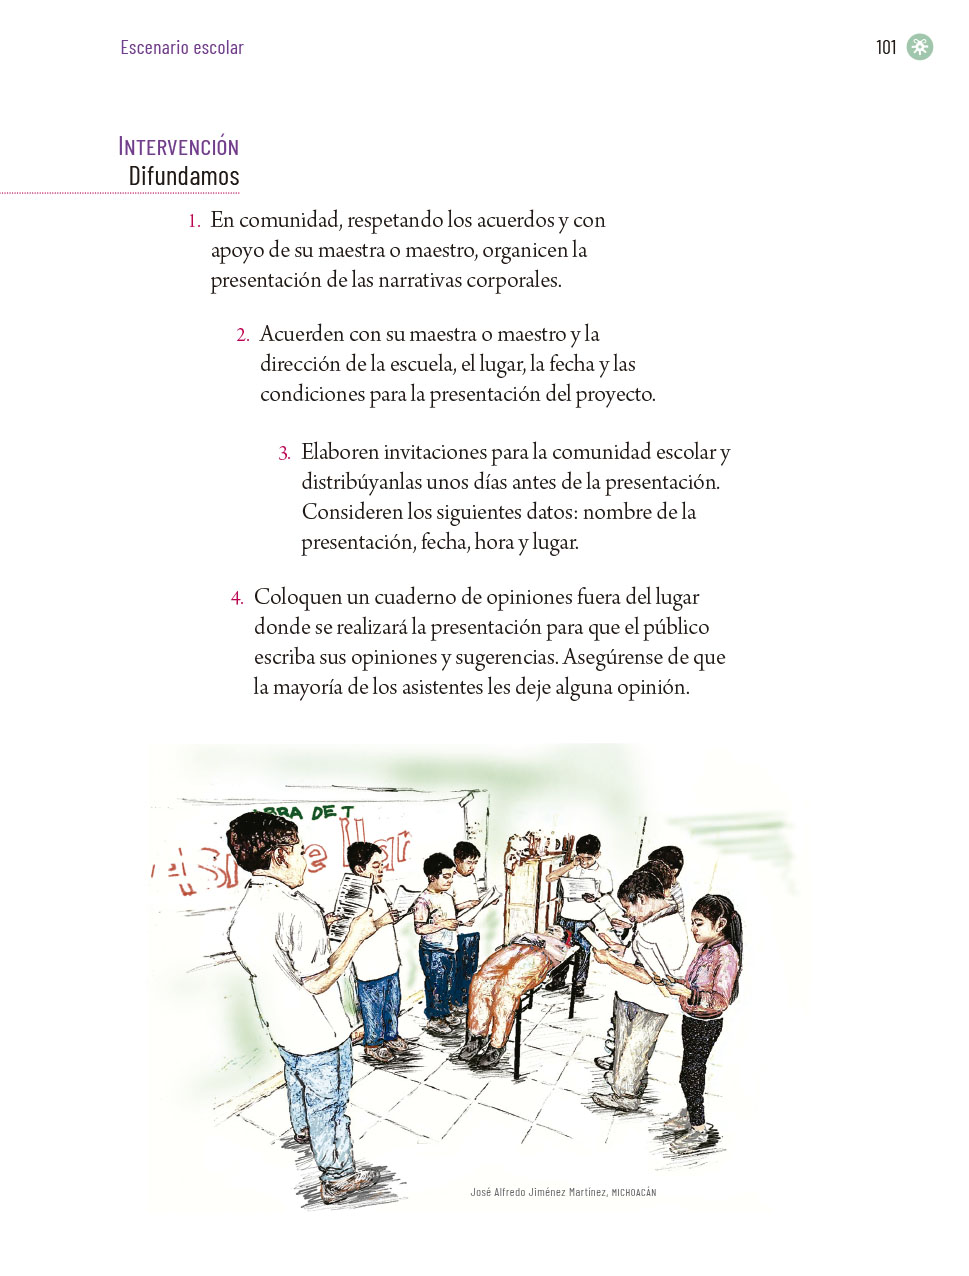 Escenario escolar
101
INTERVENCIÓN
Difundamos
1. En comunidad, respetando los acuerdos y con
apoyo de su maestra o maestro, organicen la
presentación de las narrativas corporales.
2. Acuerden con su maestra o maestro y la
dirección de la escuela, el lugar, la fecha y las
condiciones para la presentación del proyecto.
3. Elaboren invitaciones para la comunidad escolar y
distribúyanlas unos días antes de la presentación.
Consideren los siguientes datos: nombre de la
presentación, fecha, hora y lugar.
4. Coloquen un cuaderno de opiniones fuera del lugar
donde se realizará la presentación para que el público
escriba sus opiniones y sugerencias. Asegúrense de que
la mayoría de los asistentes les deje alguna opinión.
BRA DE T
José Alfredo Jiménez Martínez, MICHOACÁN